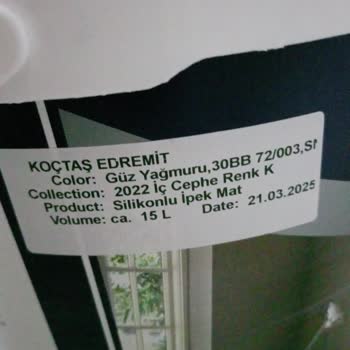 KOÇTAŞ EDREMİT
Color: Güz Yağmuru,30BB 72/003,SI
Collection: 2022 İç Cephe Renk K
Product: Silikonlu İpek Mat
Volume: ca. 15 L Date: 21.03.2025